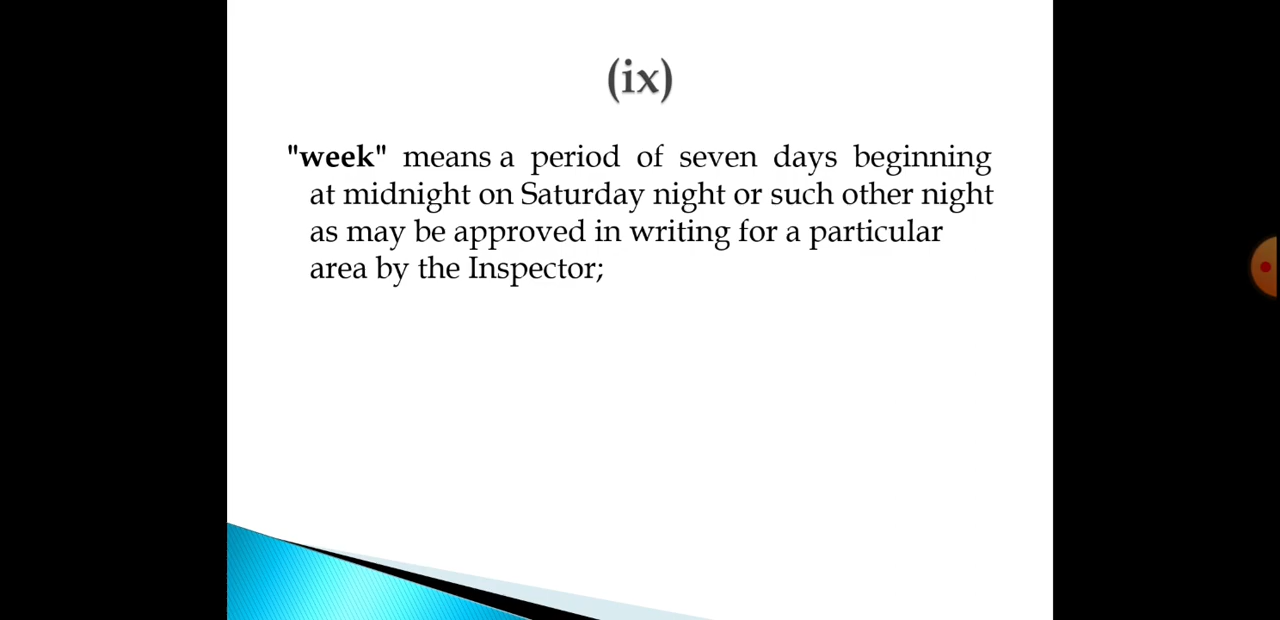 (ix)
"week" means a period of seven days beginning
at midnight on Saturday night or such other night
as may be approved in writing for a particular
area by the Inspector;